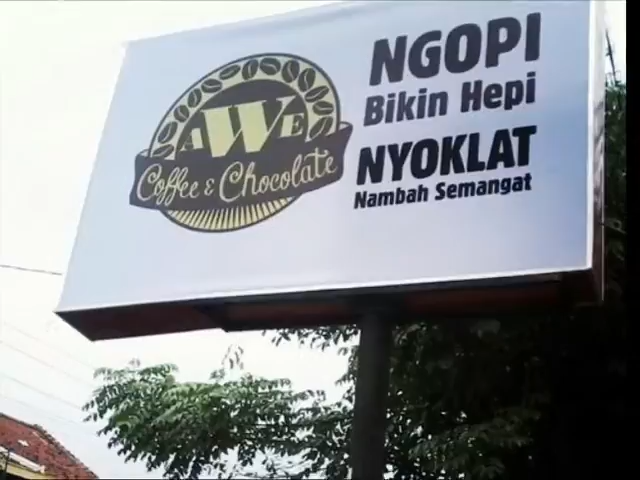 AWE
Coffee & Chocolate
NGOPI
Bikin Hepi
NYOKLAT
Nambah Semangat